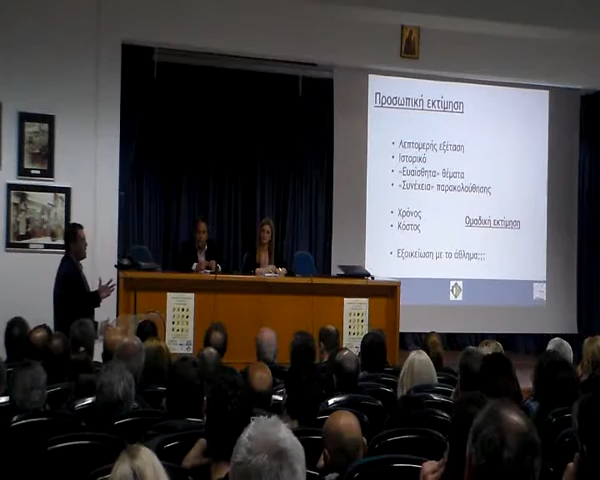 Προσωπική εκτίμηση
• Λεπτομερής εξέταση
• Ιστορικό
• «Ευαίσθητα» θέματα
• «Συνέχεια» παρακολούθησης
• Χρόνος
• Κόστος
Ομαδική εκτίμηση
• Εξοικείωση με το άθλημα;;;